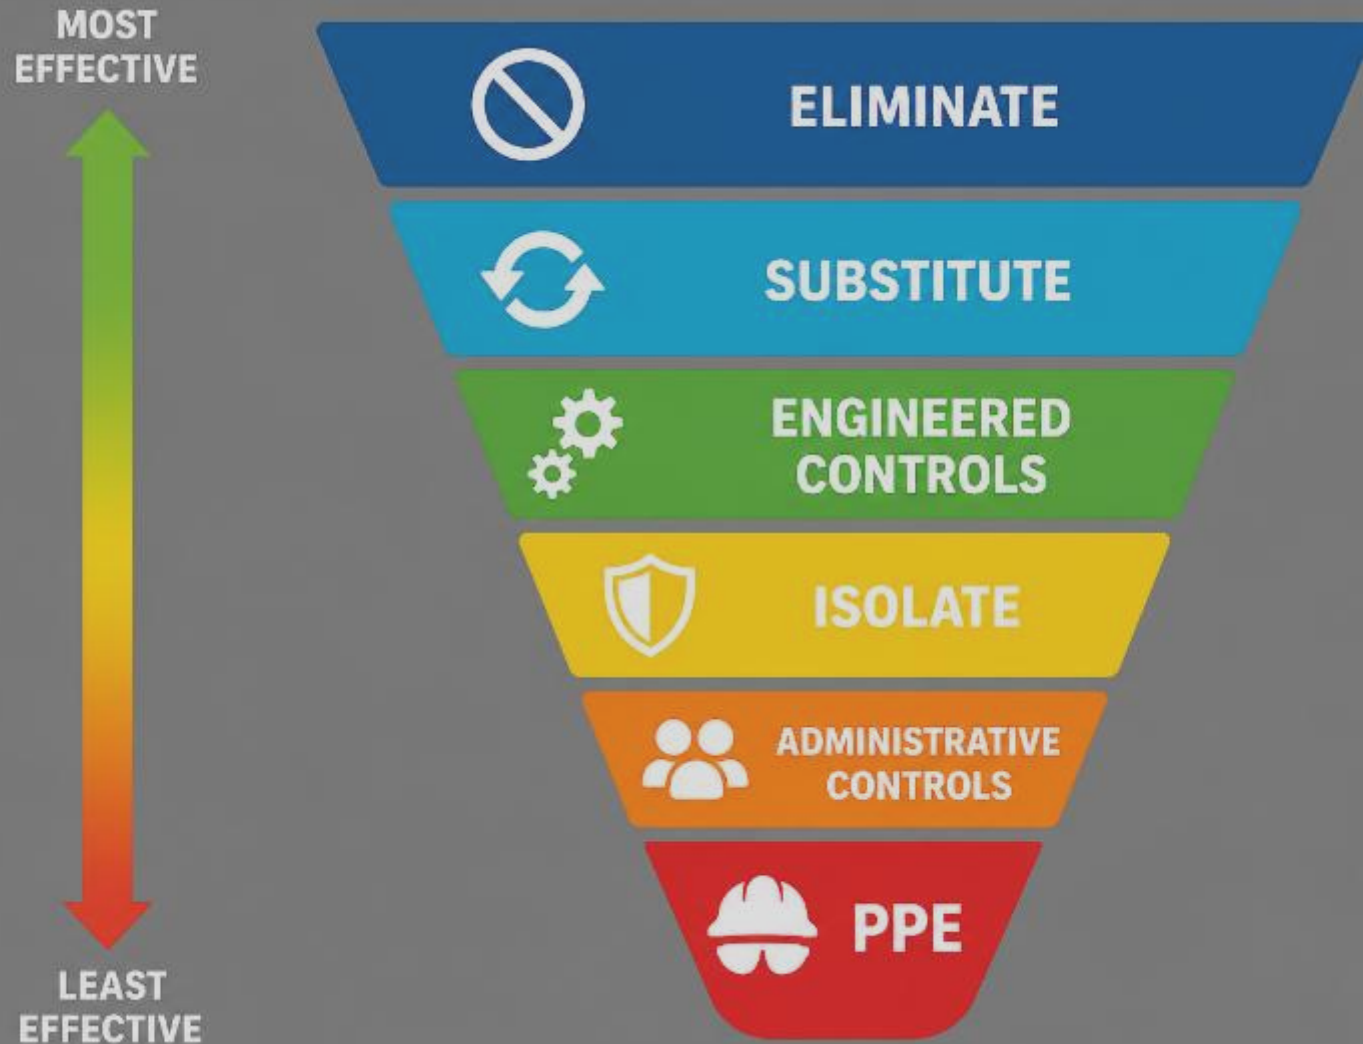 MOST
EFFECTIVE
ELIMINATE
SUBSTITUTE
ENGINEERED
CONTROLS
ISOLATE
ADMINISTRATIVE
CONTROLS
PPE
LEAST
EFFECTIVE